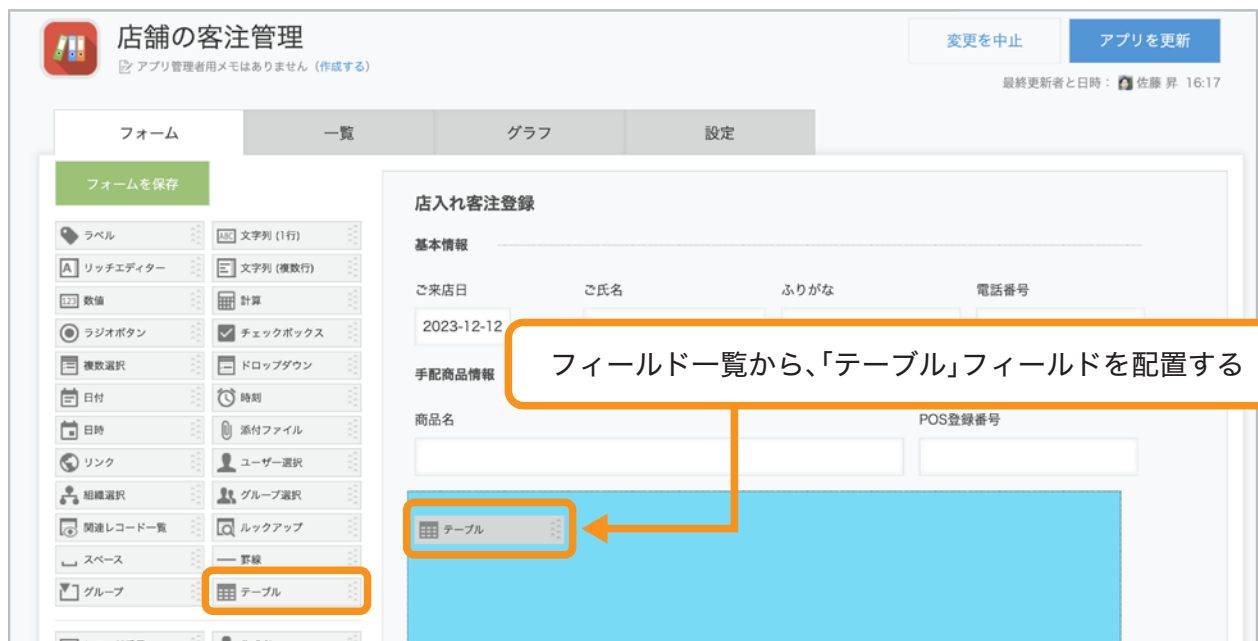 店舗の客注管理
アプリ管理者用メモはありません（作成する）
変更を中止
アプリを更新
最終更新者と日時： 佐藤 昇 16:17
フォーム
一覧
グラフ
設定
フォームを保存
ラベル
ABC 文字列 (1行)
A リッチエディター
文字列 (複数行)
123 数値
計算
ラジオボタン
チェックボックス
複数選択
ドロップダウン
日付
時刻
日時
添付ファイル
リンク
ユーザー選択
組織選択
グループ選択
関連レコード一覧
ルックアップ
スペース
罫線
グループ
テーブル
店入れ客注登録
基本情報
ご来店日
ご氏名
ふりがな
電話番号
2023-12-12
フィールド一覧から、「テーブル」フィールドを配置する
手配商品情報
商品名
POS登録番号
テーブル